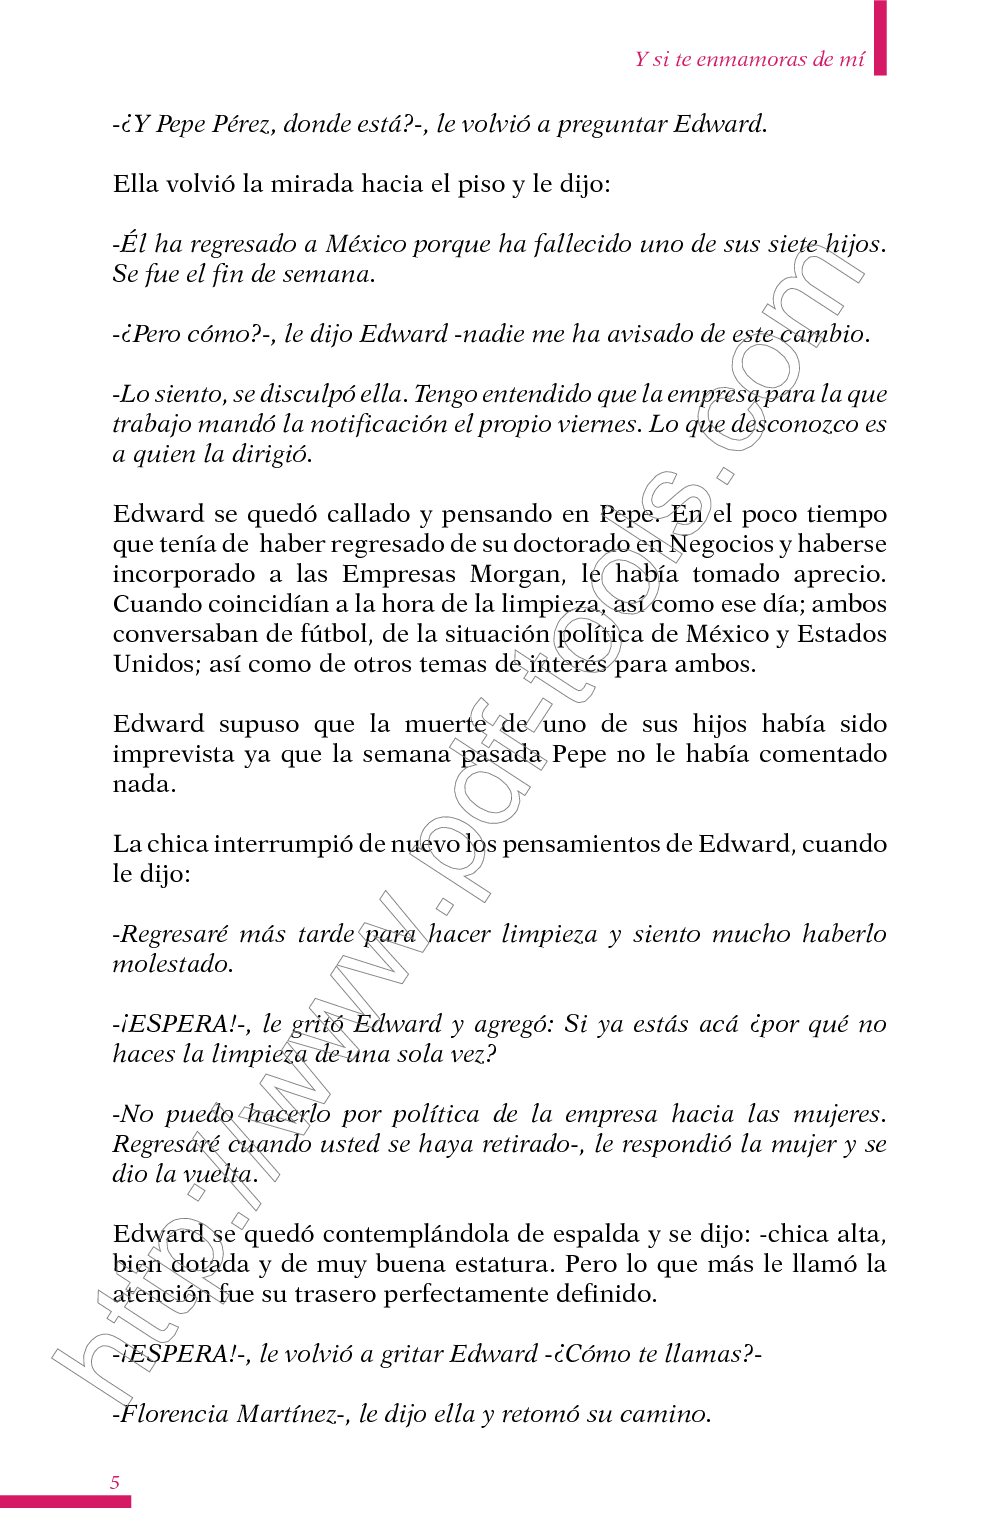 Y si te enmamoras de mí
-¿Y Pepe Pérez, donde está?-, le volvió a preguntar Edward.
Ella volvió la mirada hacia el piso y le dijo:
-Él ha regresado a México porque ha fallecido uno de sus siete hijos.
Se fue el fin de semana.
-¿Pero cómo?-, le dijo Edward -nadie me ha avisado de este cambio.
-Lo siento, se disculpó ella. Tengo entendido que la empresa para la que
trabajo mandó la notificación el propio viernes. Lo que desconozco es
a quien la dirigió.
Edward se quedó callado y pensando en Pepe. En el poco tiempo
que tenía de  haber regresado de su doctorado en Negocios y haberse
incorporado a las Empresas Morgan, le había tomado aprecio.
Cuando coincidían a la hora de la limpieza, así como ese día; ambos
conversaban de fútbol, de la situación política de México y Estados
Unidos; así como de otros temas de interés para ambos.
Edward supuso que la muerte de uno de sus hijos había sido
imprevista ya que la semana pasada Pepe no le había comentado
nada.
La chica interrumpió de nuevo los pensamientos de Edward, cuando
le dijo:
-Regresaré más tarde para hacer limpieza y siento mucho haberlo
molestado.
-¡ESPERA!-, le gritó Edward y agregó: Si ya estás acá ¿por qué no
haces la limpieza de una sola vez?
-No puedo hacerlo por política de la empresa hacia las mujeres.
Regresaré cuando usted se haya retirado-, le respondió la mujer y se
dio la vuelta.
Edward se quedó contemplándola de espalda y se dijo: -chica alta,
bien dotada y de muy buena estatura. Pero lo que más le llamó la
atención fue su trasero perfectamente definido.
-¡ESPERA!-, le volvió a gritar Edward -¿Cómo te llamas?-
-Florencia Martínez-, le dijo ella y retomó su camino.
5
http://www.pdf-tools.com